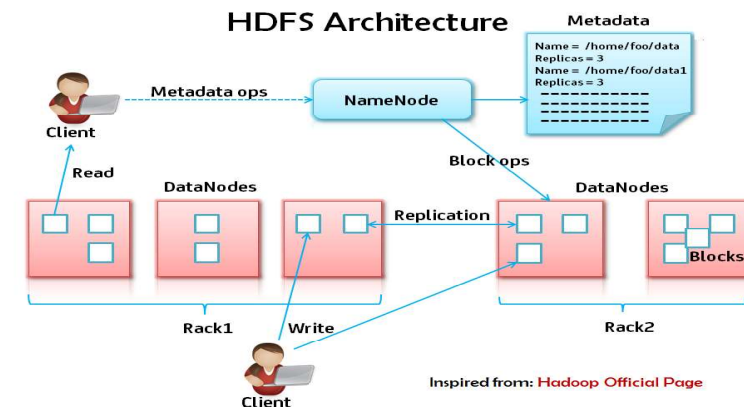 HDFS Architecture
Metadata
Name = /home/foo/data
Replicas = 3
Name = /home/foo/data1
Replicas = 3
Metadata ops
NameNode
Client
Block ops
Read
DataNodes
DataNodes
Replication
Blocks
Rack1
Write
Rack2
Client
Inspired from: Hadoop Official Page